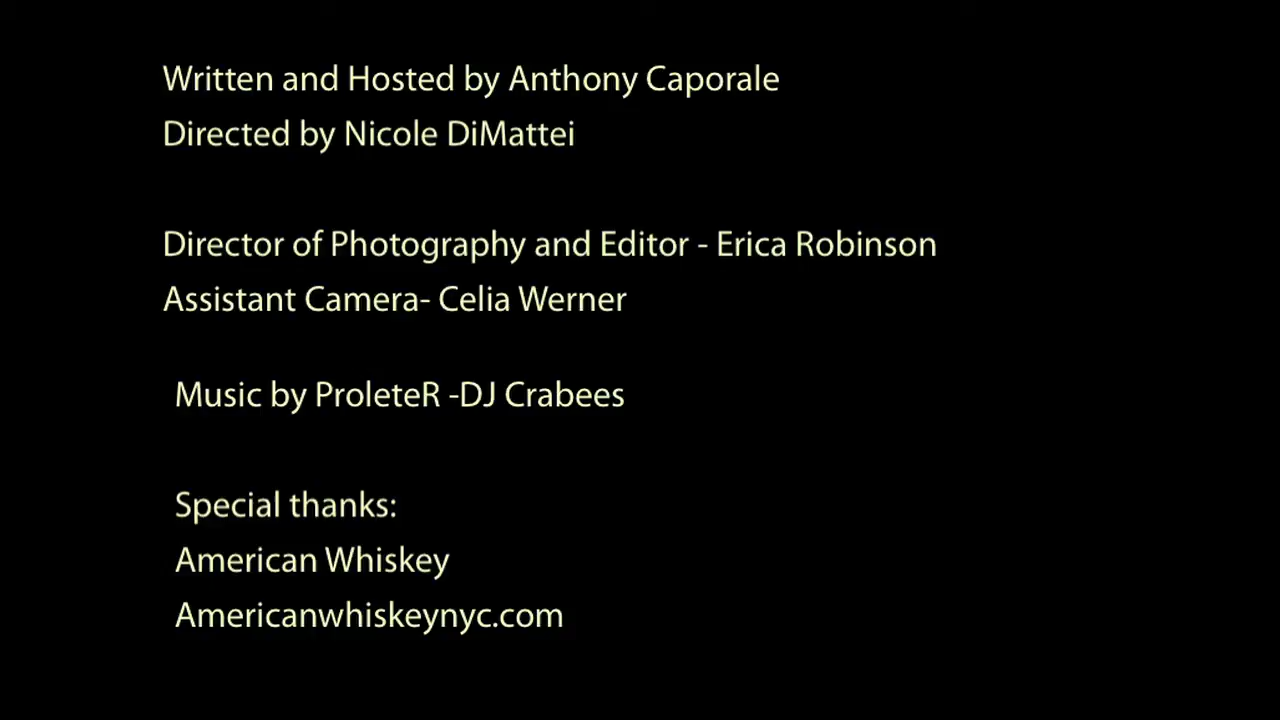 Written and Hosted by Anthony Caporale
Directed by Nicole DiMattei
Director of Photography and Editor - Erica Robinson
Assistant Camera- Celia Werner
Music by ProleteR -DJ Crabees
Special thanks:
American Whiskey
Americanwhiskeynyc.com